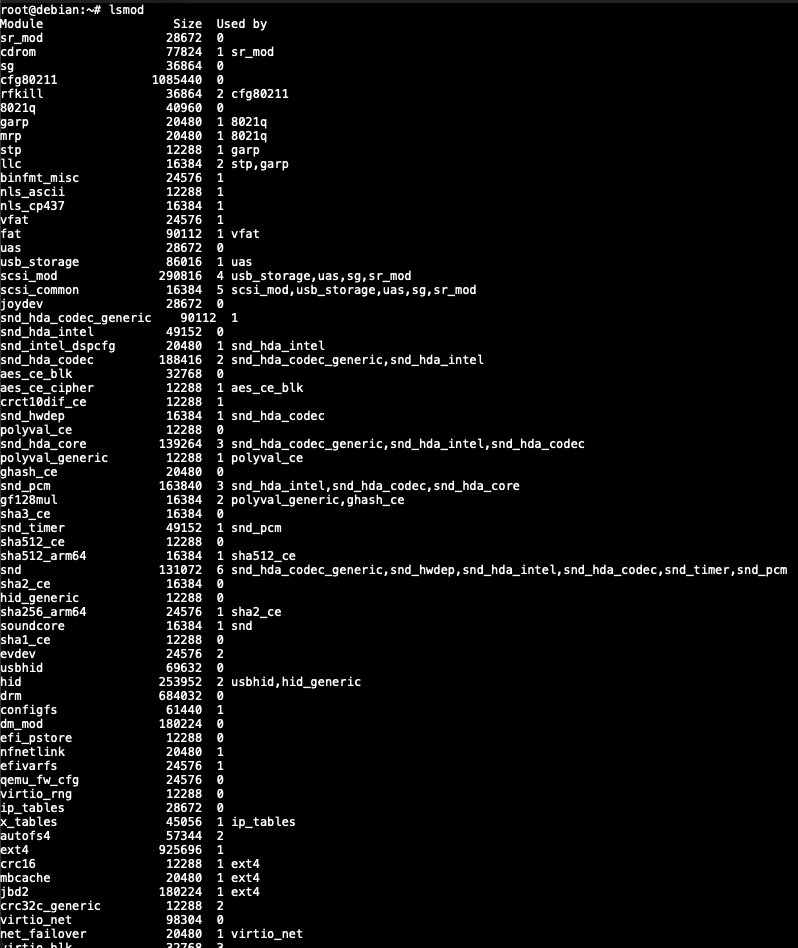 root@debian:~# lsmod
Module                  Size  Used by
sr_mod                 28672  0
cdrom                  77824  1 sr_mod
sg                     36864  0
cfg80211             1085440  0
rfkill                 36864  2 cfg80211
8021q                  40960  0
garp                   20480  1 8021q
mrp                    20480  1 8021q
stp                    12288  1 garp
llc                    16384  2 stp,garp
binfmt_misc            24576  1
nls_ascii              12288  1
nls_cp437              16384  1
vfat                   24576  1
fat                    90112  1 vfat
uas                    28672  0
usb_storage            86016  1 uas
scsi_mod              290816  4 usb_storage,uas,sg,sr_mod
scsi_common            16384  5 scsi_mod,usb_storage,uas,sg,sr_mod
joydev                 28672  0
snd_hda_codec_generic    90112  1
snd_hda_intel          49152  0
snd_intel_dspcfg       20480  1 snd_hda_intel
snd_hda_codec         188416  2 snd_hda_codec_generic,snd_hda_intel
aes_ce_blk             32768  0
aes_ce_cipher          12288  1 aes_ce_blk
crct10dif_ce           12288  1
snd_hwdep              16384  1 snd_hda_codec
polyval_ce             12288  0
snd_hda_core          139264  3 snd_hda_codec_generic,snd_hda_intel,snd_hda_codec
polyval_generic        12288  1 polyval_ce
ghash_ce               20480  0
snd_pcm               163840  3 snd_hda_intel,snd_hda_codec,snd_hda_core
gf128mul               16384  2 polyval_generic,ghash_ce
sha3_ce                16384  0
snd_timer              49152  1 snd_pcm
sha512_ce              12288  0
sha512_arm64           16384  1 sha512_ce
snd                   131072  6 snd_hda_codec_generic,snd_hwdep,snd_hda_intel,snd_hda_codec,snd_timer,snd_pcm
sha2_ce                16384  0
hid_generic            12288  0
sha256_arm64           24576  1 sha2_ce
soundcore              16384  1 snd
sha1_ce                12288  0
evdev                  24576  2
usbhid                 69632  0
hid                   253952  2 usbhid,hid_generic
drm                   684032  0
configfs               61440  1
dm_mod                180224  0
efi_pstore             12288  0
nfnetlink              20480  1
efivarfs               24576  1
qemu_fw_cfg            24576  0
virtio_rng             12288  0
ip_tables              28672  0
x_tables               45056  1 ip_tables
autofs4                57344  2
ext4                  925696  1
crc16                  12288  1 ext4
mbcache                20480  1 ext4
jbd2                  180224  1 ext4
crc32c_generic         12288  2
virtio_net             98304  0
net_failover           20480  1 virtio_net
virtio_blk             32768  3